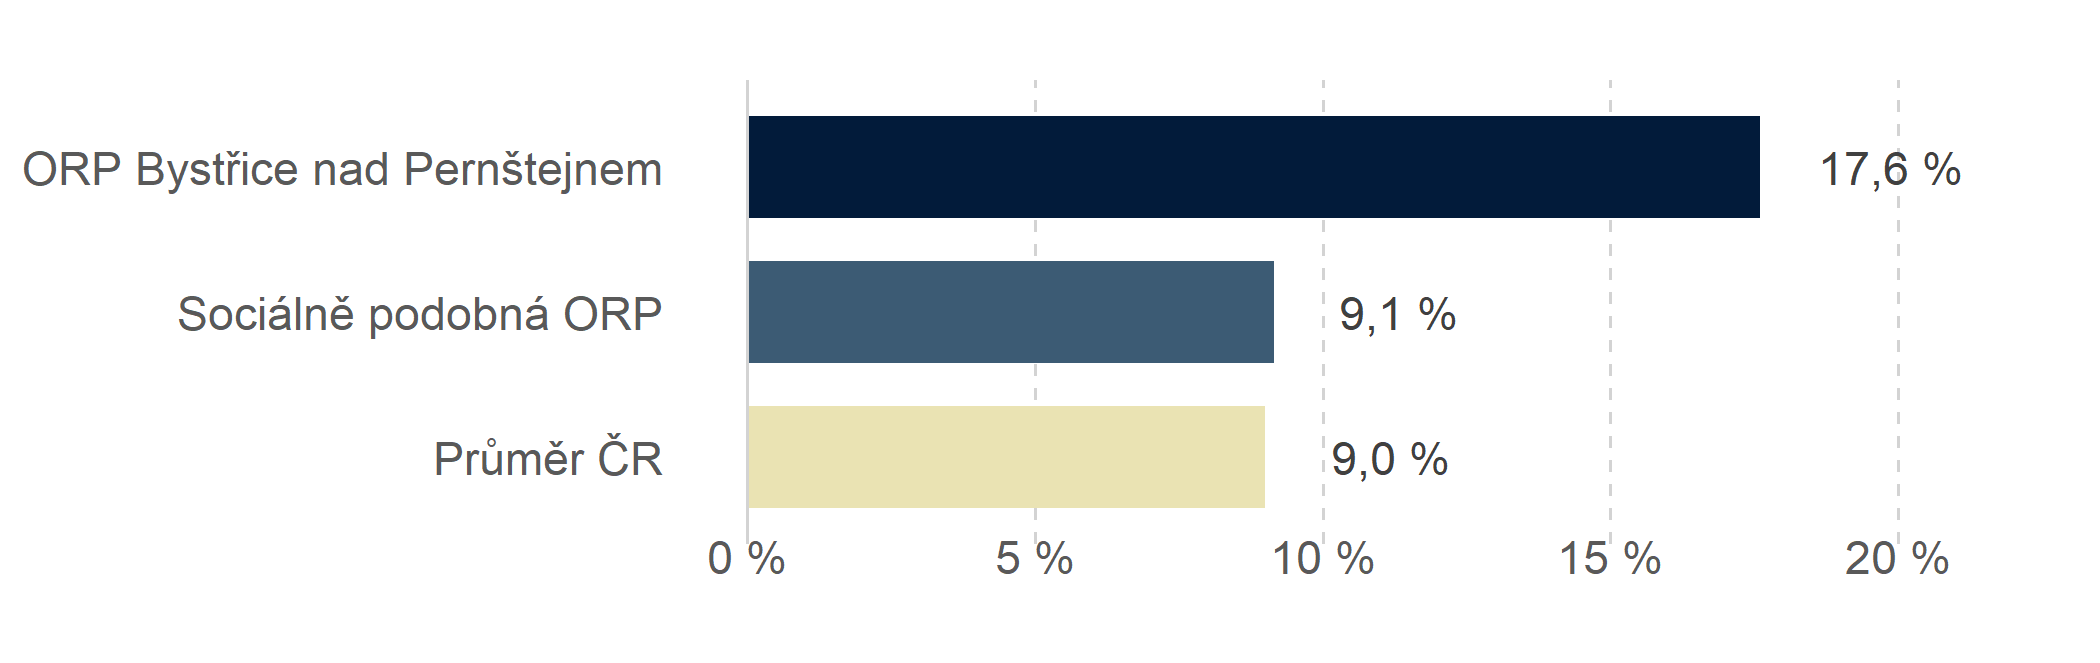 ORP Bystřice nad Pernštejnem
17,6 %
Sociálně podobná ORP
9,1 %
Průměr ČR
9,0 %
0 %
5 %
10 %
15 %
20 %